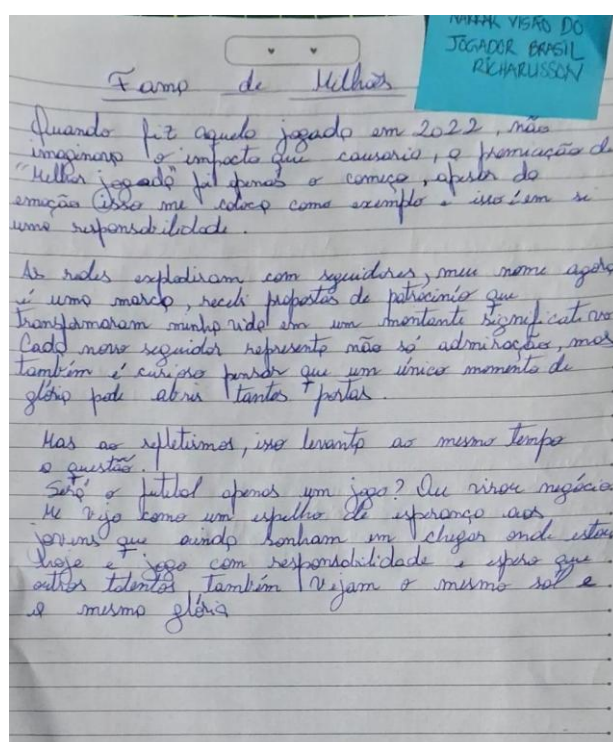 NARRAR VISÃO DO
JOGADOR BRASIL
RICHARLISSON
Fama de Milhões
Quando fiz aquela jogada em 2022, não
imaginava o impacto que causaria, a premiação de
"Melhor jogada" foi apenas o começo, apesar da
emoção isso me coloca como exemplo e isso é em si
uma responsabilidade.
As redes explodiram com seguidores, meu nome agora
é uma marca, recebi propostas de patrocínio que
transformaram minha vida em um montante significativo
Cada novo seguidor representa não só admiração, mas
também é curioso pensar que um único momento de
glória pode abrir tantas portas.
Mas ao refletirmos, isso levanta ao mesmo tempo
a questão.
Será o futebol apenas um jogo? Ou virou negócio
Me vejo como um espelho de esperança aos
jovens que ainda sonham em chegar onde estou
hoje e jogo com responsabilidade e espero que
outros talentos também vejam o mesmo sol e
a mesma glória